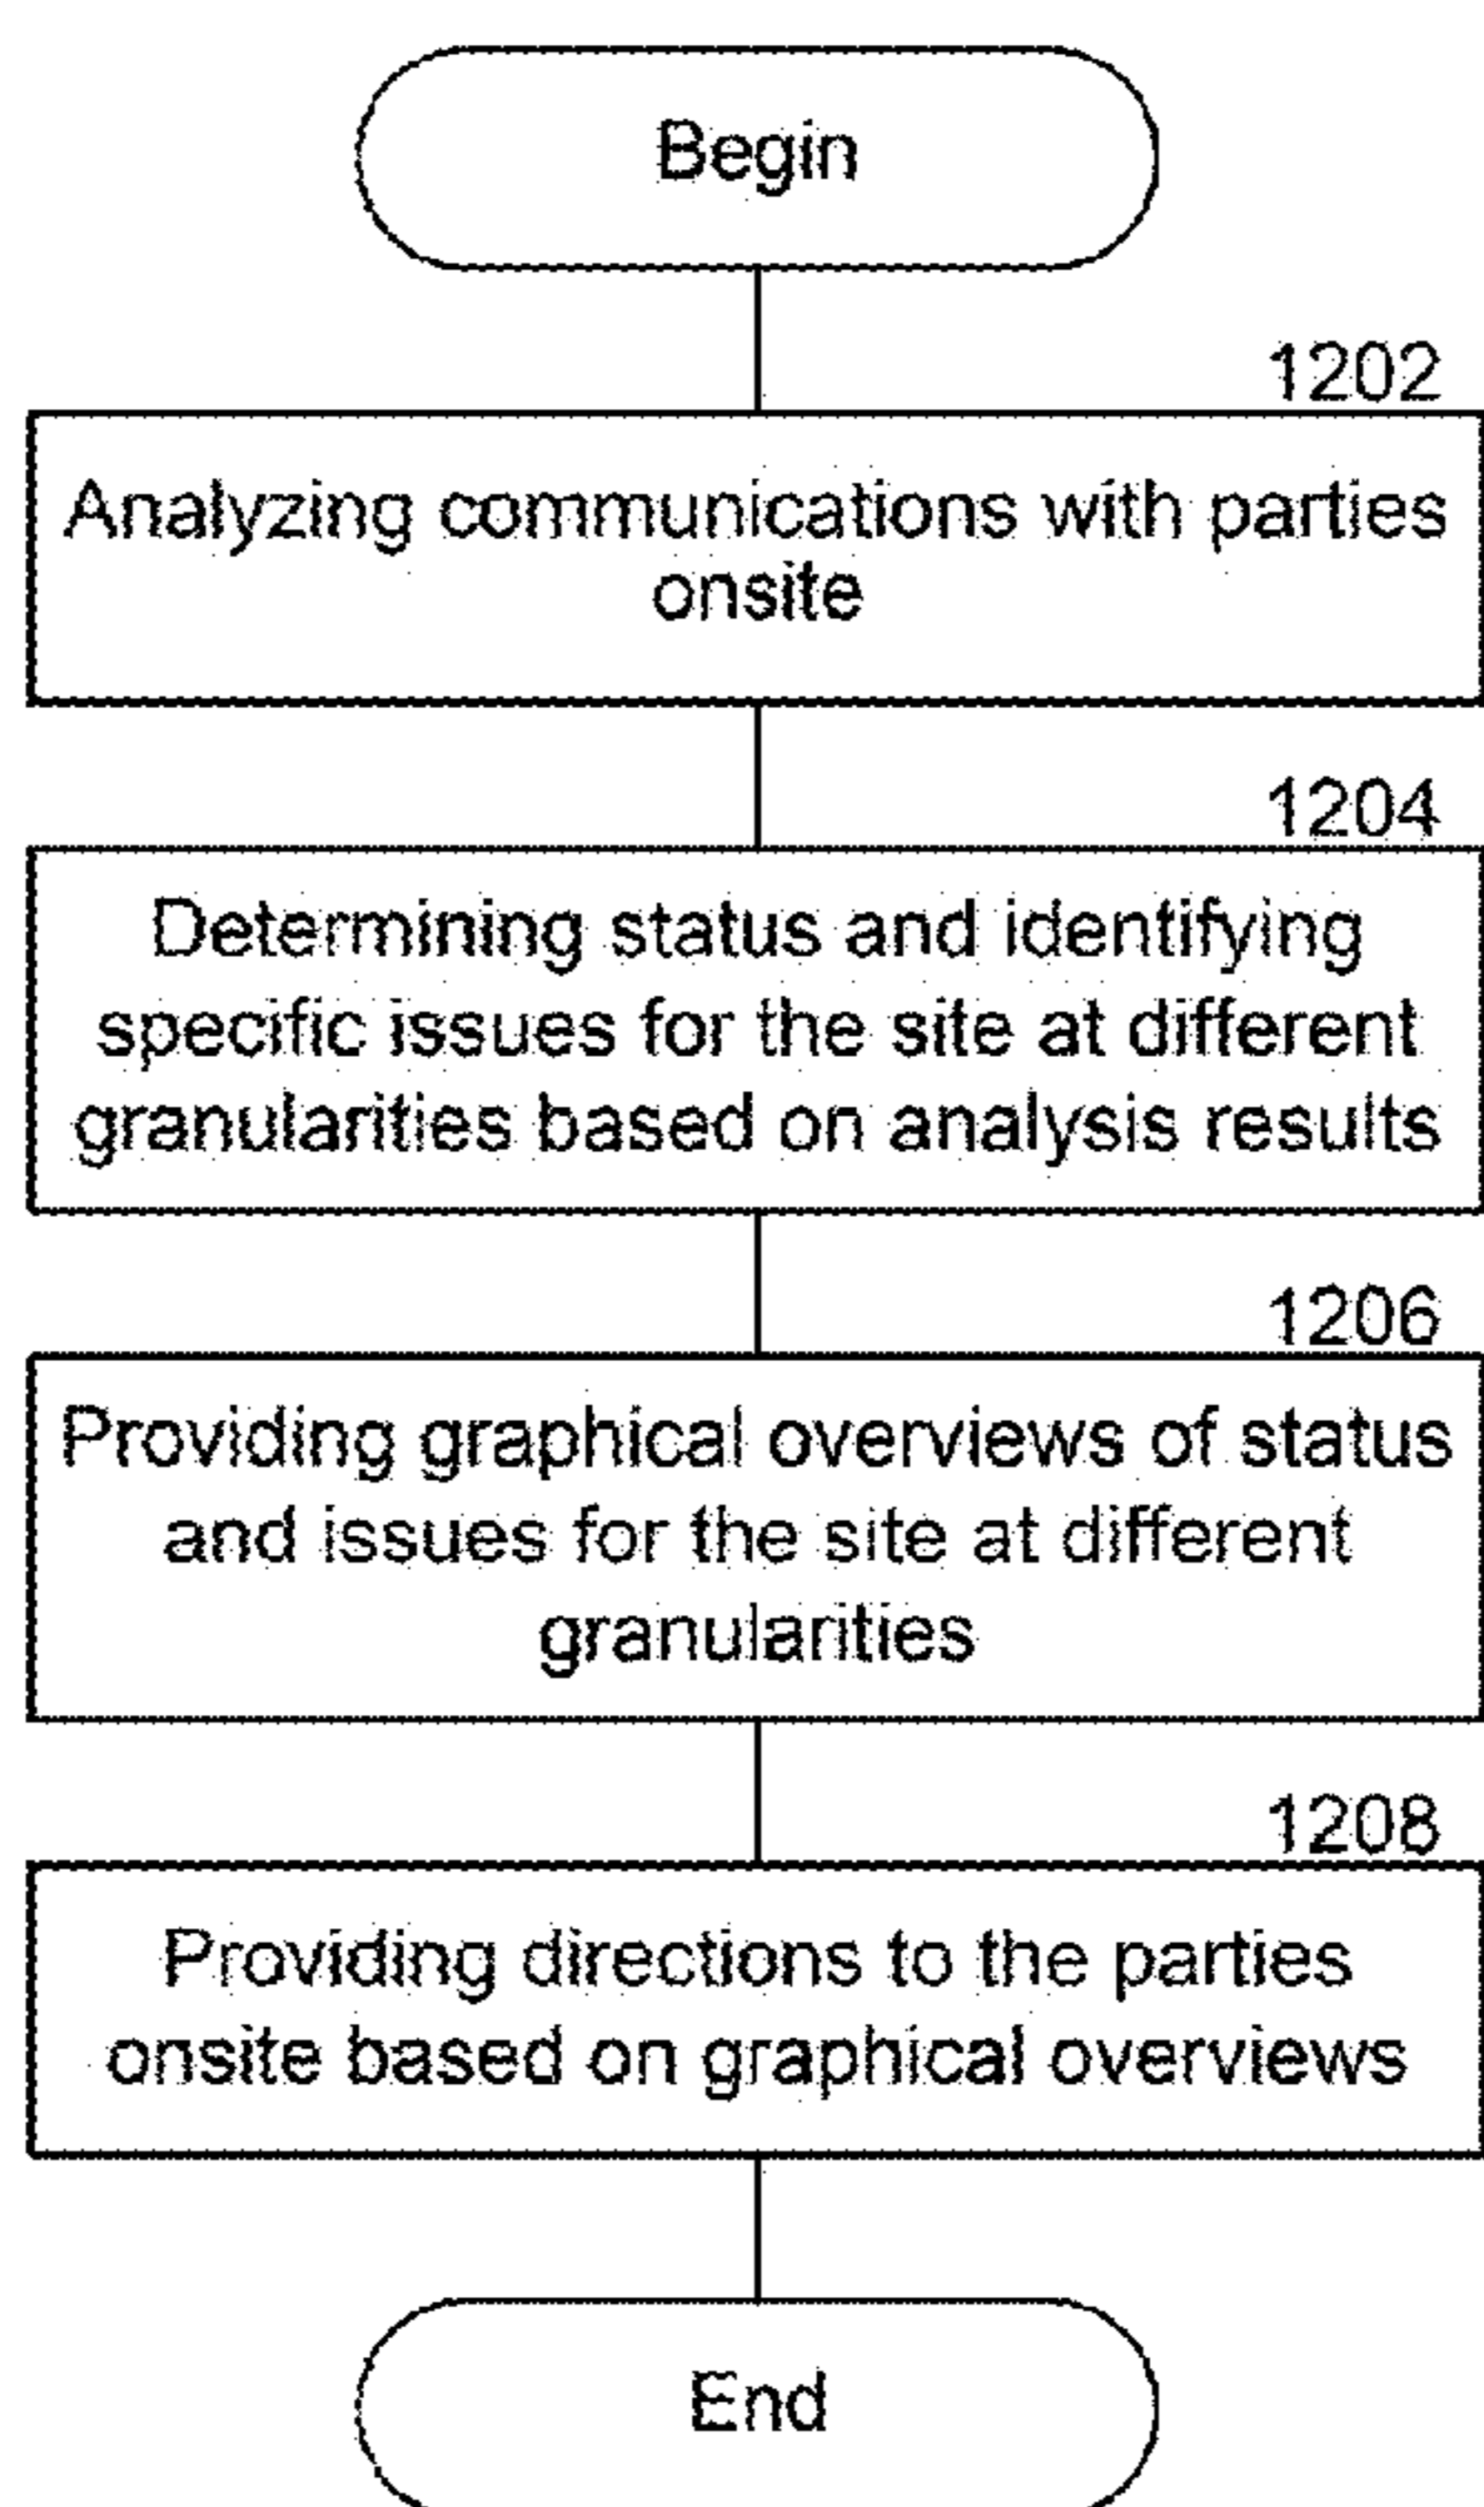 Begin
1202
Analyzing communications with parties
onsite
1204
Determining status and identifying
specific issues for the site at different
granularities based on analysis results
1206
Providing graphical overviews of status
and issues for the site at different
granularities
1208
Providing directions to the parties
onsite based on graphical overviews
End